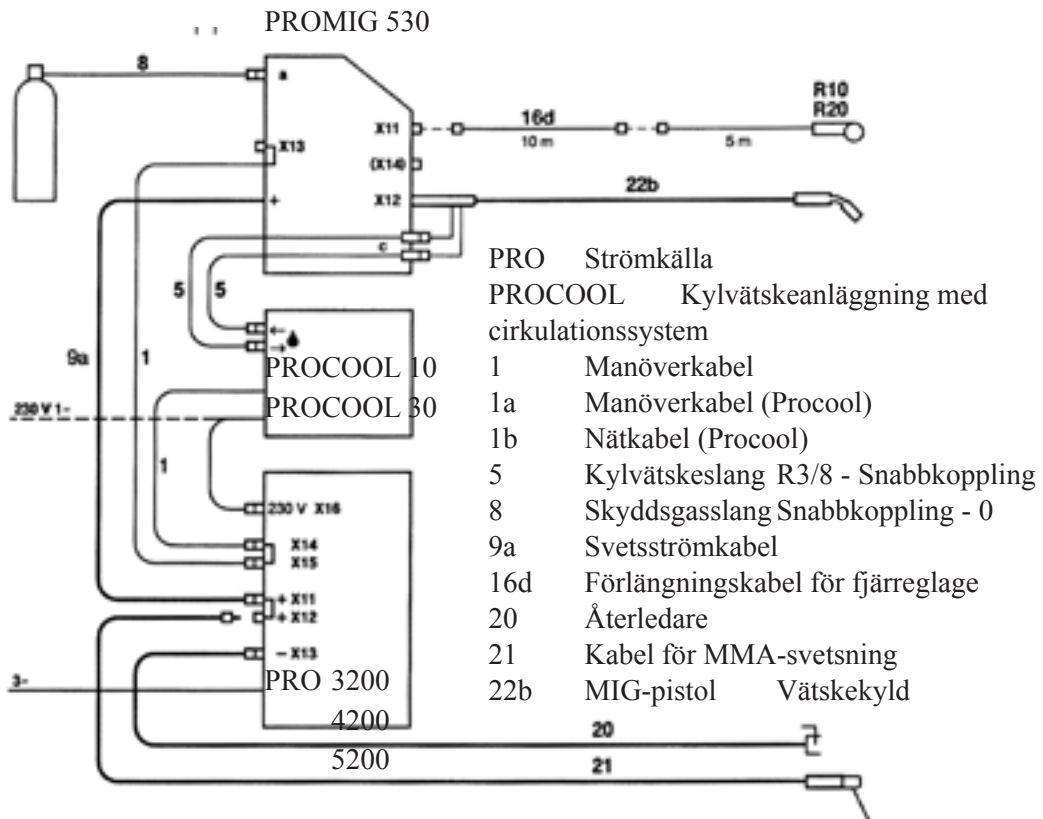 PROMIG 530
8
a
R10
R20
X11
16d
10 m
5 m
X13
(X14)
22b
+
X12
c
PRO Strömkälla
PROCOOL Kylvätskeanläggning med
cirkulationssystem
1 Manöverkabel
1a Manöverkabel (Procool)
1b Nätkabel (Procool)
5 Kylvätskeslang R3/8 - Snabbkoppling
8 Skyddsgasslang Snabbkoppling - 0
9a Svetsströmkabel
16d Förlängningskabel för fjärreglage
20 Återledare
21 Kabel för MMA-svetsning
22b MIG-pistol Vätskekyld
5 5
←
→
9a
1
PROCOOL 10
PROCOOL 30
230 V 1~
1
230 V X16
X14
X15
+ X11
+ X12
- X13
3~
PRO 3200
4200
5200
20
21